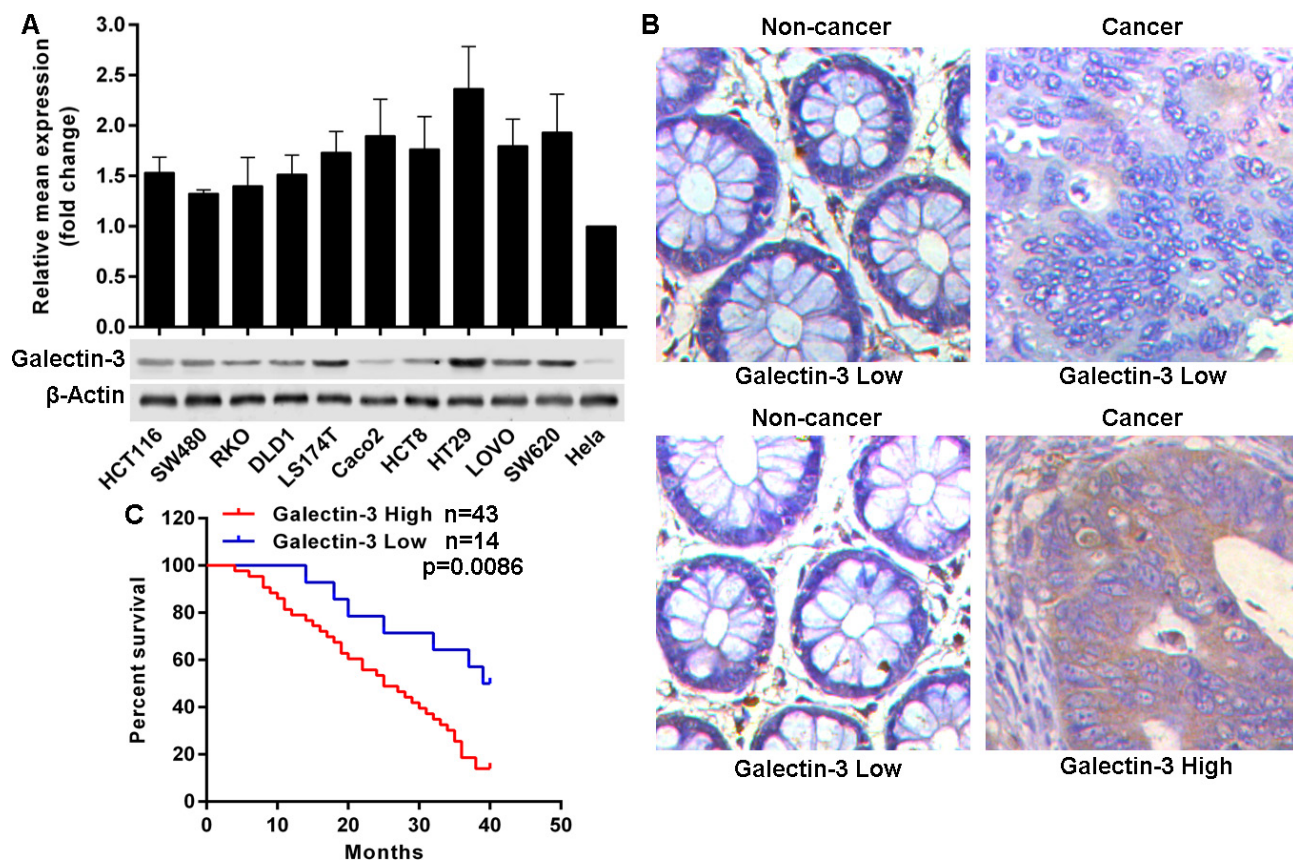 A
Relative mean expression
(fold change)
3.0
2.5
2.0
1.5
1.0
0.5
0.0
Galectin-3
β-Actin
HCT116
SW480
RKO
DLD1
LS174T
Caco2
HCT8
HT29
LOVO
SW620
Hela
B
Non-cancer
Cancer
Galectin-3 Low
Galectin-3 Low
Non-cancer
Cancer
Galectin-3 Low
Galectin-3 High
C
Galectin-3 High n=43
Galectin-3 Low n=14
p=0.0086
Percent survival
120
100
80
60
40
20
0
0 10 20 30 40 50
Months